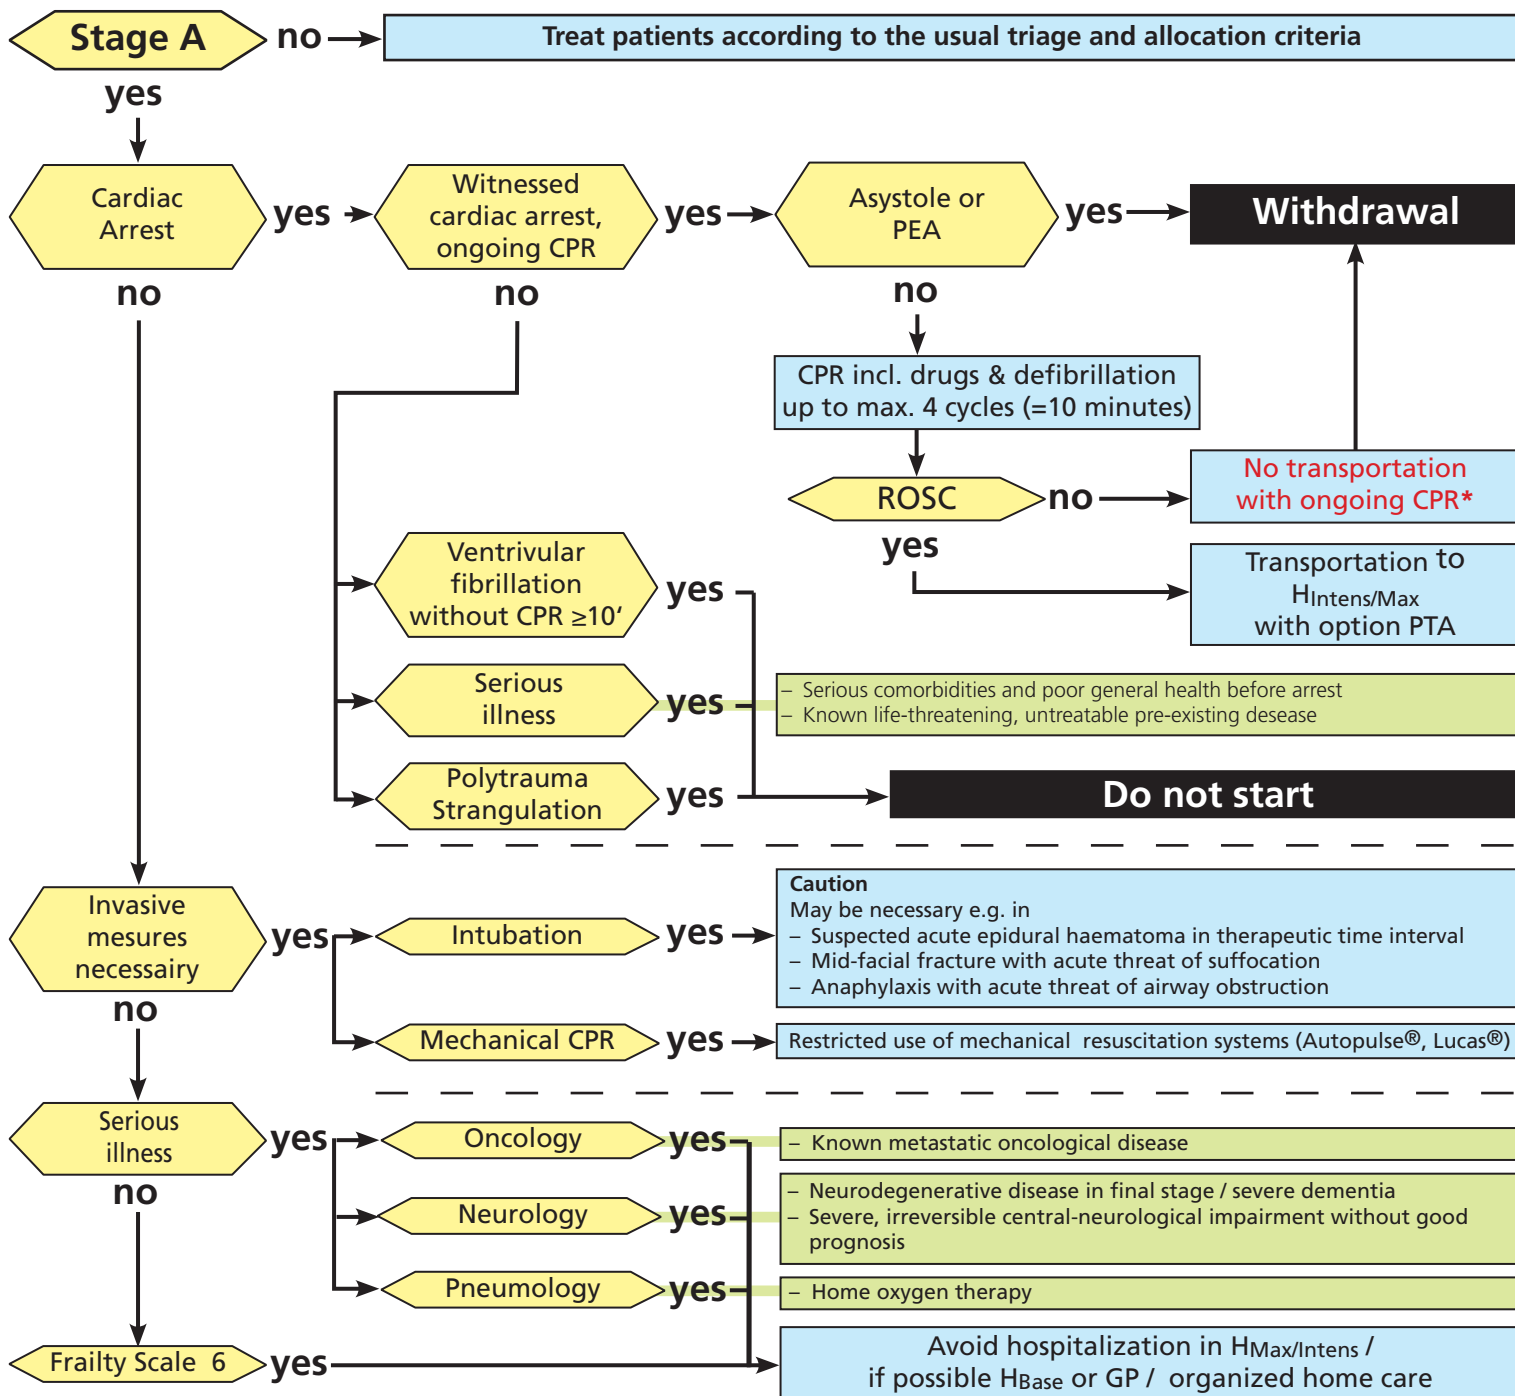 Stage A
no
Treat patients according to the usual triage and allocation criteria
yes
Cardiac
Arrest
yes
Witnessed
cardiac arrest,
ongoing CPR
yes
Asystole or
PEA
yes
Withdrawal
no
no
no
CPR incl. drugs & defibrillation
up to max. 4 cycles (=10 minutes)
ROSC
no
No transportation
with ongoing CPR*
yes
Transportation to
HIntens/Max
with option PTA
Ventrivular
fibrillation
without CPR ≥10‘
yes
Serious
illness
yes
– Serious comorbidities and poor general health before arrest
– Known life-threatening, untreatable pre-existing desease
Polytrauma
Strangulation
yes
Do not start
Invasive
mesures
necessairy
yes
Intubation
yes
Caution
May be necessary e.g. in
– Suspected acute epidural haematoma in therapeutic time interval
– Mid-facial fracture with acute threat of suffocation
– Anaphylaxis with acute threat of airway obstruction
no
Mechanical CPR
yes
Restricted use of mechanical resuscitation systems (Autopulse®, Lucas®)
Serious
illness
yes
Oncology
yes
– Known metastatic oncological disease
no
Neurology
yes
– Neurodegenerative disease in final stage / severe dementia
– Severe, irreversible central-neurological impairment without good
prognosis
Pneumology
yes
– Home oxygen therapy
Frailty Scale 6
yes
Avoid hospitalization in HMax/Intens /
if possible HBase or GP / organized home care